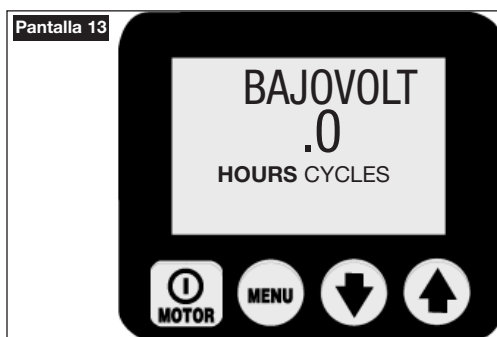 Pantalla 13
BAJOVOLT
.0
HOURS CYCLES
MOTOR
MENU